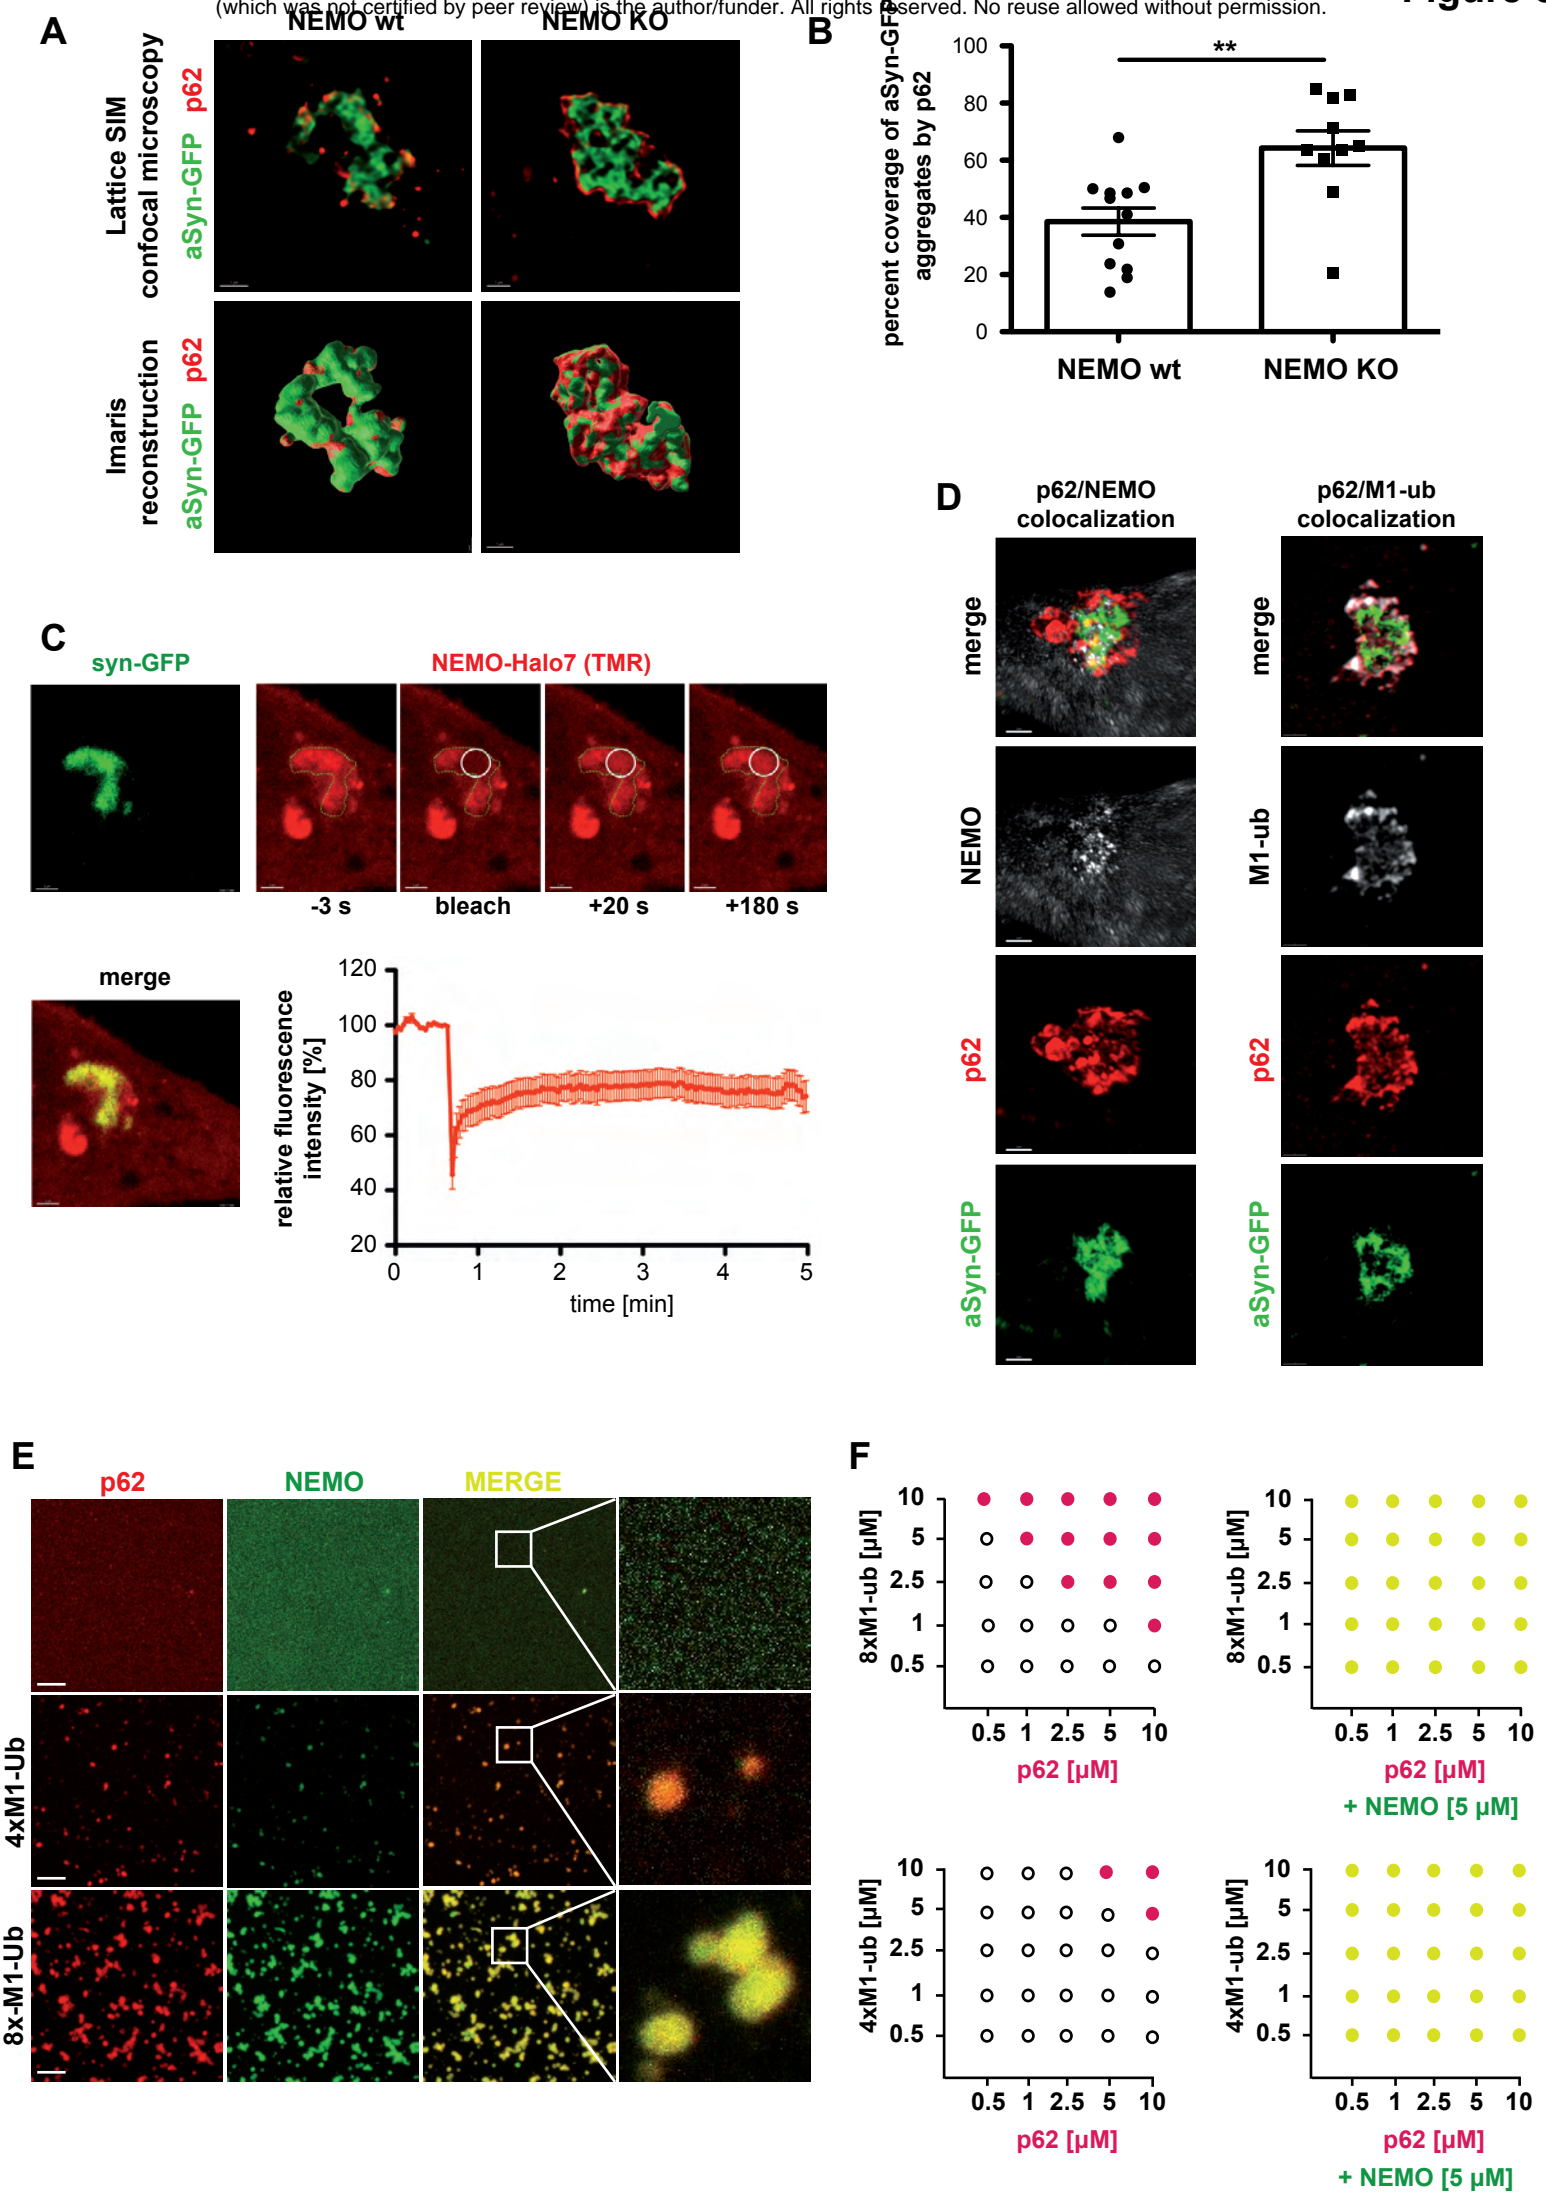 (which was not certified by peer review) is the author/funder. All rights reserved. No reuse allowed without permission.
A
NEMO wt
NEMO KO
Lattice SIM
confocal microscopy
aSyn-GFP p62
Imaris
reconstruction
aSyn-GFP p62
B
percent coverage of aSyn-GFP
aggregates by p62
100
80
60
40
20
0
**
NEMO wt
NEMO KO
C
syn-GFP
NEMO-Halo7 (TMR)
-3 s
bleach
+20 s
+180 s
merge
relative fluorescence
intensity [%]
120
100
80
60
40
20
0
1
2
3
4
5
time [min]
D
p62/NEMO
colocalization
p62/M1-ub
colocalization
merge
merge
NEMO
M1-ub
p62
p62
aSyn-GFP
aSyn-GFP
E
p62
NEMO
MERGE
4xM1-Ub
8x-M1-Ub
F
8xM1-ub [µM]
10
5
2.5
1
0.5
0.5 1 2.5 5 10
p62 [µM]
8xM1-ub [µM]
10
5
2.5
1
0.5
0.5 1 2.5 5 10
p62 [µM]
+ NEMO [5 µM]
4xM1-ub [µM]
10
5
2.5
1
0.5
0.5 1 2.5 5 10
p62 [µM]
4xM1-ub [µM]
10
5
2.5
1
0.5
0.5 1 2.5 5 10
p62 [µM]
+ NEMO [5 µM]